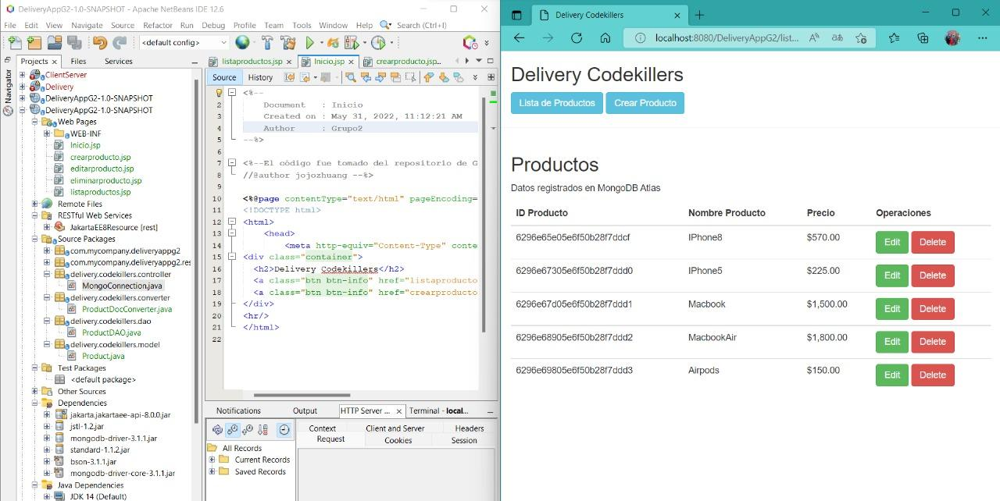 DeliveryAppG2-1.0-SNAPSHOT - Apache NetBeans IDE 12.6
File Edit View Navigate Source Refactor Run Debug Profile Team Tools Window Help Search (Ctrl+I)
<default config>
Projects Files Services
Navigator
ClientServer
Delivery
DeliveryAppG2-1.0-SNAPSHOT
DeliveryAppG2-1.0-SNAPSHOT
Web Pages
WEB-INF
Inicio.jsp
crearproducto.jsp
editarproducto.jsp
eliminarproducto.jsp
listaproductos.jsp
Remote Files
RESTful Web Services
JakartaEE8Resource [rest]
Source Packages
com.mycompany.deliveryappg2
com.mycompany.deliveryappg2.res
delivery.codekillers.controller
MongoConnection.java
delivery.codekillers.converter
ProductDocConverter.java
delivery.codekillers.dao
ProductDAO.java
delivery.codekillers.model
Product.java
Test Packages
<default package>
Other Sources
Dependencies
jakarta.jakartaee-api-8.0.0.jar
jstl-1.2.jar
mongodb-driver-3.1.1.jar
standard-1.1.2.jar
bson-3.1.1.jar
mongodb-driver-core-3.1.1.jar
Java Dependencies
JDK 14 (Default)
listaproductos.jsp Inicio.jsp crearproducto.jsp...
Source History
<%--
2 Document : Inicio
3 Created on : May 31, 2022, 11:12:21 AM
4 Author : Grupo2
5 --%>
6
7 <%--El código fue tomado del repositorio de G
8 //@author jojozhuang --%>
9
10 <%@page contentType="text/html" pageEncoding=
11 <!DOCTYPE html>
12 <html>
13 <head>
14 <meta http-equiv="Content-Type" conte
15 <div class="container">
16 <h2>Delivery Codekillers</h2>
17 <a class="btn btn-info" href="listaproducto
18 <a class="btn btn-info" href="crearproducto
19 </div>
20 <hr/>
21 </html>
22
Notifications Output HTTP Server ... Terminal - local...
All Records
Current Records
Saved Records
Context Client and Server Headers
Request Cookies Session
Delivery Codekillers
localhost:8080/DeliveryAppG2/list...
Delivery Codekillers
Lista de Productos Crear Producto
Productos
Datos registrados en MongoDB Atlas
ID Producto Nombre Producto Precio Operaciones
6296e65e05e6f50b28f7ddcf IPhone8 $570.00 Edit Delete
6296e67305e6f50b28f7ddd0 IPhone5 $225.00 Edit Delete
6296e67d05e6f50b28f7ddd1 Macbook $1,500.00 Edit Delete
6296e68905e6f50b28f7ddd2 MacbookAir $1,800.00 Edit Delete
6296e69805e6f50b28f7ddd3 Airpods $150.00 Edit Delete